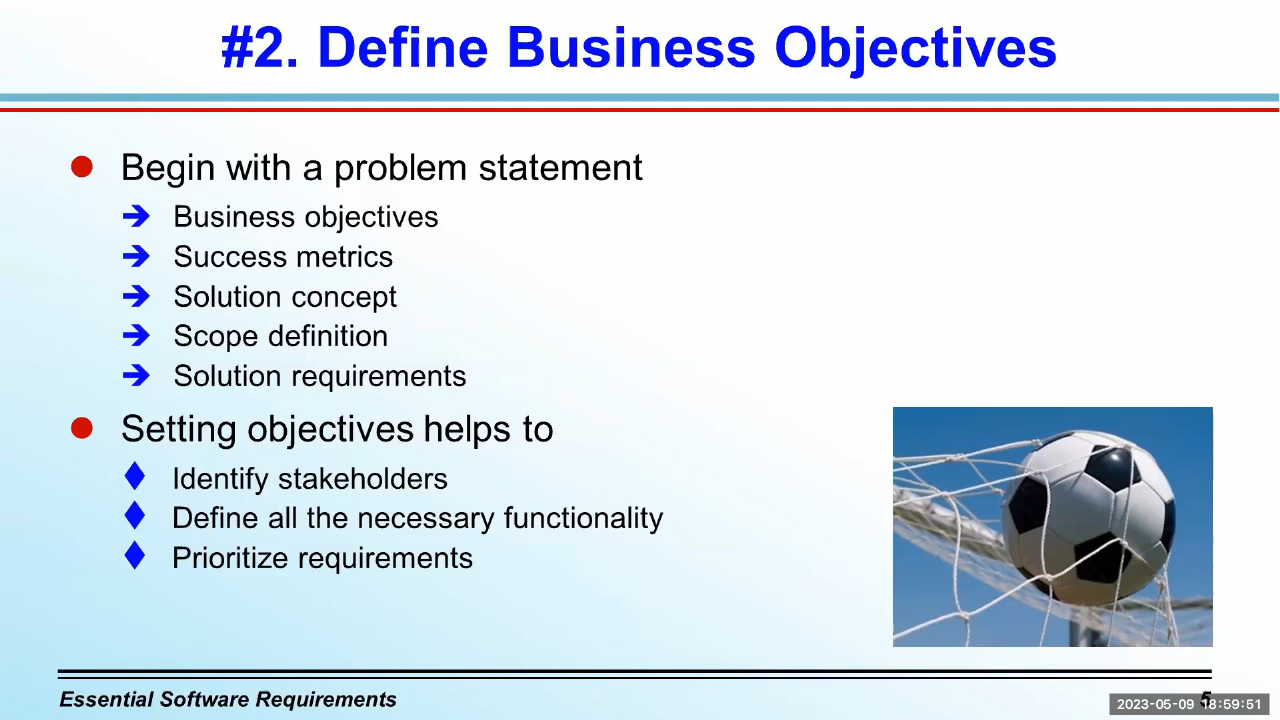 #2. Define Business Objectives
Begin with a problem statement
Business objectives
Success metrics
Solution concept
Scope definition
Solution requirements
Setting objectives helps to
Identify stakeholders
Define all the necessary functionality
Prioritize requirements
Essential Software Requirements
5
2023-05-09 18:59:51